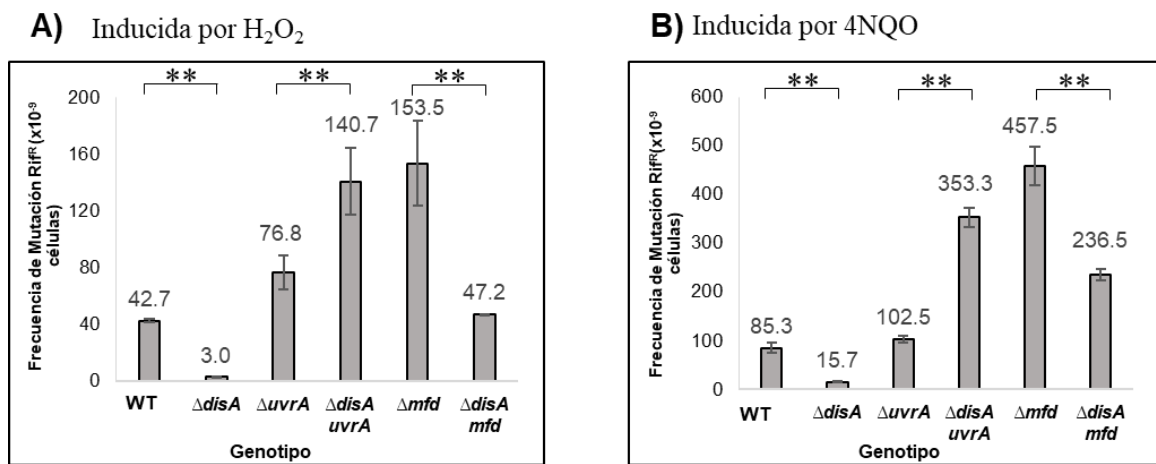 A) Inducida por H₂O₂
Frecuencia de Mutación Rifᴿ (x10⁻⁹
células)
200
160
120
80
40
0
**
**
**
42.7
3.0
76.8
140.7
153.5
47.2
WT
ΔdisA
ΔuvrA
ΔdisA
uvrA
Δmfd
ΔdisA
mfd
Genotipo
B) Inducida por 4NQO
Frecuencia de Mutación Rifᴿ (x10⁻⁹
células)
600
500
400
300
200
100
0
**
**
**
85.3
15.7
102.5
353.3
457.5
236.5
WT
ΔdisA
ΔuvrA
ΔdisA
uvrA
Δmfd
ΔdisA
mfd
Genotipo